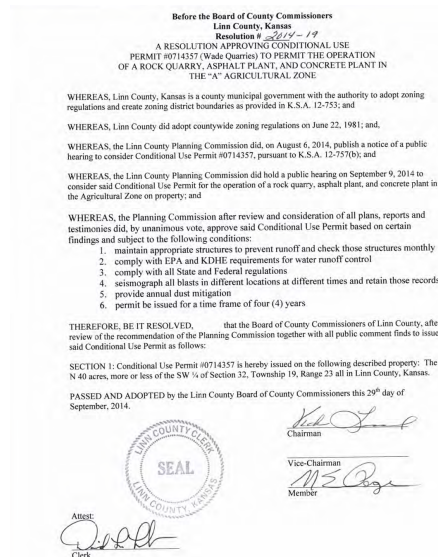 Before the Board of County Commissioners
Linn County, Kansas
Resolution # 2014-19
A RESOLUTION APPROVING CONDITIONAL USE
PERMIT #0714357 (Wade Quarries) TO PERMIT THE OPERATION
OF A ROCK QUARRY, ASPHALT PLANT, AND CONCRETE PLANT IN
THE “A” AGRICULTURAL ZONE
WHEREAS, Linn County, Kansas is a county municipal government with the authority to adopt zoning
regulations and create zoning district boundaries as provided in K.S.A. 12-753; and
WHEREAS, Linn County did adopt countywide zoning regulations on June 22, 1981; and,
WHEREAS, the Linn County Planning Commission did, on August 6, 2014, publish a notice of a public
hearing to consider Conditional Use Permit #0714357, pursuant to K.S.A. 12-757(b); and
WHEREAS, the Linn County Planning Commission did hold a public hearing on September 9, 2014 to
consider said Conditional Use Permit for the operation of a rock quarry, asphalt plant, and concrete plant in
the Agricultural Zone on property; and
WHEREAS, the Planning Commission after review and consideration of all plans, reports and
testimonies did, by unanimous vote, approve said Conditional Use Permit based on certain
findings and subject to the following conditions:
1. maintain appropriate structures to prevent runoff and check those structures monthly
2. comply with EPA and KDHE requirements for water runoff control
3. comply with all State and Federal regulations
4. seismograph all blasts in different locations at different times and retain those records
5. provide annual dust mitigation
6. permit be issued for a time frame of four (4) years
THEREFORE, BE IT RESOLVED, that the Board of County Commissioners of Linn County, afte
review of the recommendation of the Planning Commission together with all public comment finds to issue
said Conditional Use Permit as follows:
SECTION 1: Conditional Use Permit #0714357 is hereby issued on the following described property: The
N 40 acres, more or less of the SW ¼ of Section 32, Township 19, Range 23 all in Linn County, Kansas.
PASSED AND ADOPTED by the Linn County Board of County Commissioners this 29th day of
September, 2014.
Chairman
LINN COUNTY CLERK
SEAL
LINN COUNTY KANSAS
Vice-Chairman
Member
Attest:
Clerk